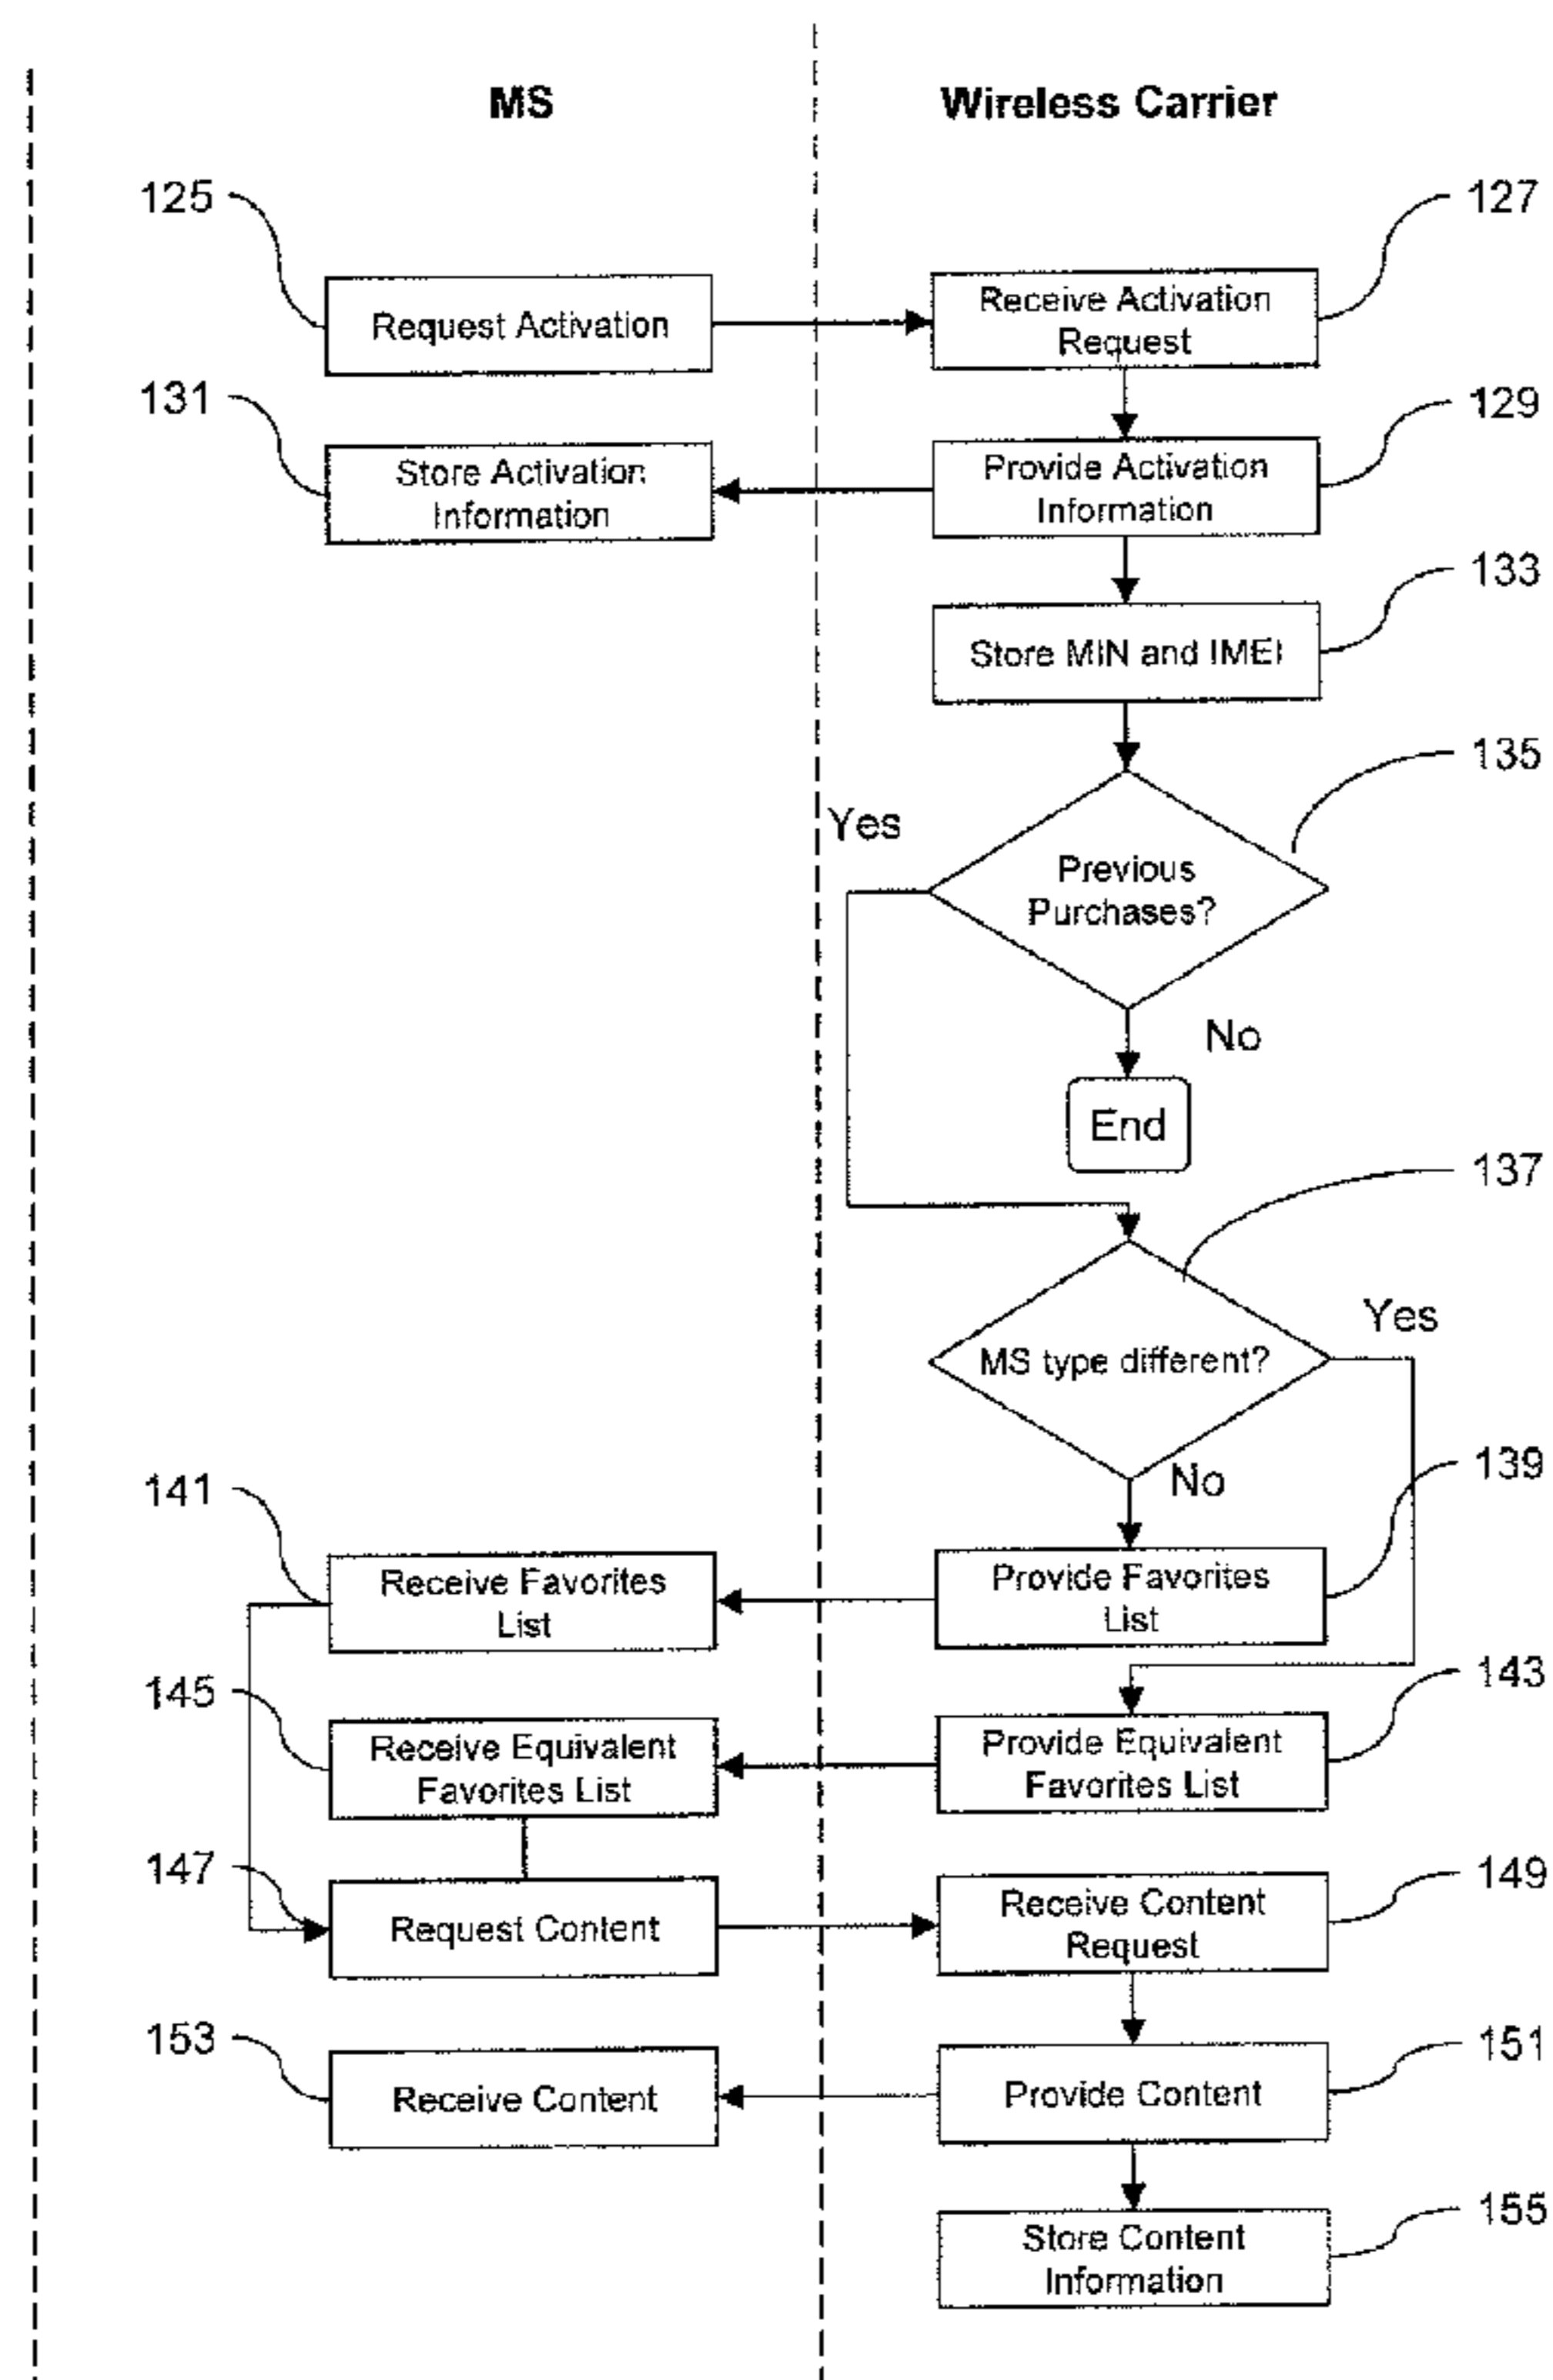 MS
Wireless Carrier
125
127
Request Activation
Receive Activation
Request
131
129
Store Activation
Information
Provide Activation
Information
133
Store MIN and IMEI
135
Yes
Previous
Purchases?
No
End
137
Yes
MS type different?
No
139
141
Receive Favorites
List
Provide Favorites
List
143
145
Receive Equivalent
Favorites List
Provide Equivalent
Favorites List
147
149
Request Content
Receive Content
Request
153
151
Receive Content
Provide Content
155
Store Content
Information